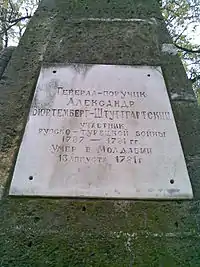 Генерал-поручик
Александр
Вюртемберг-Штутгартский
участник
русско-турецкой войны
1787 — 1791 гг.
Умер в Молдавии
13 августа 1791 г.